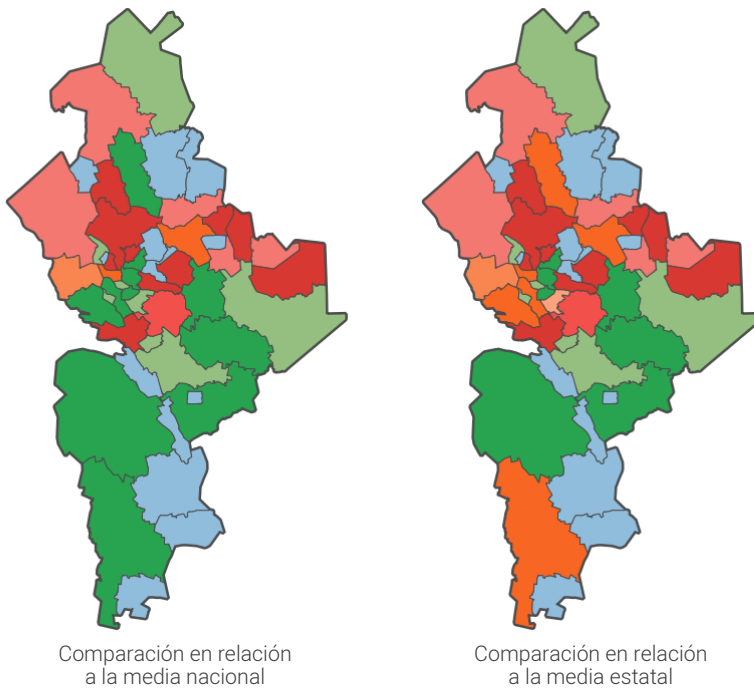 Comparación en relación
a la media nacional
Comparación en relación
a la media estatal